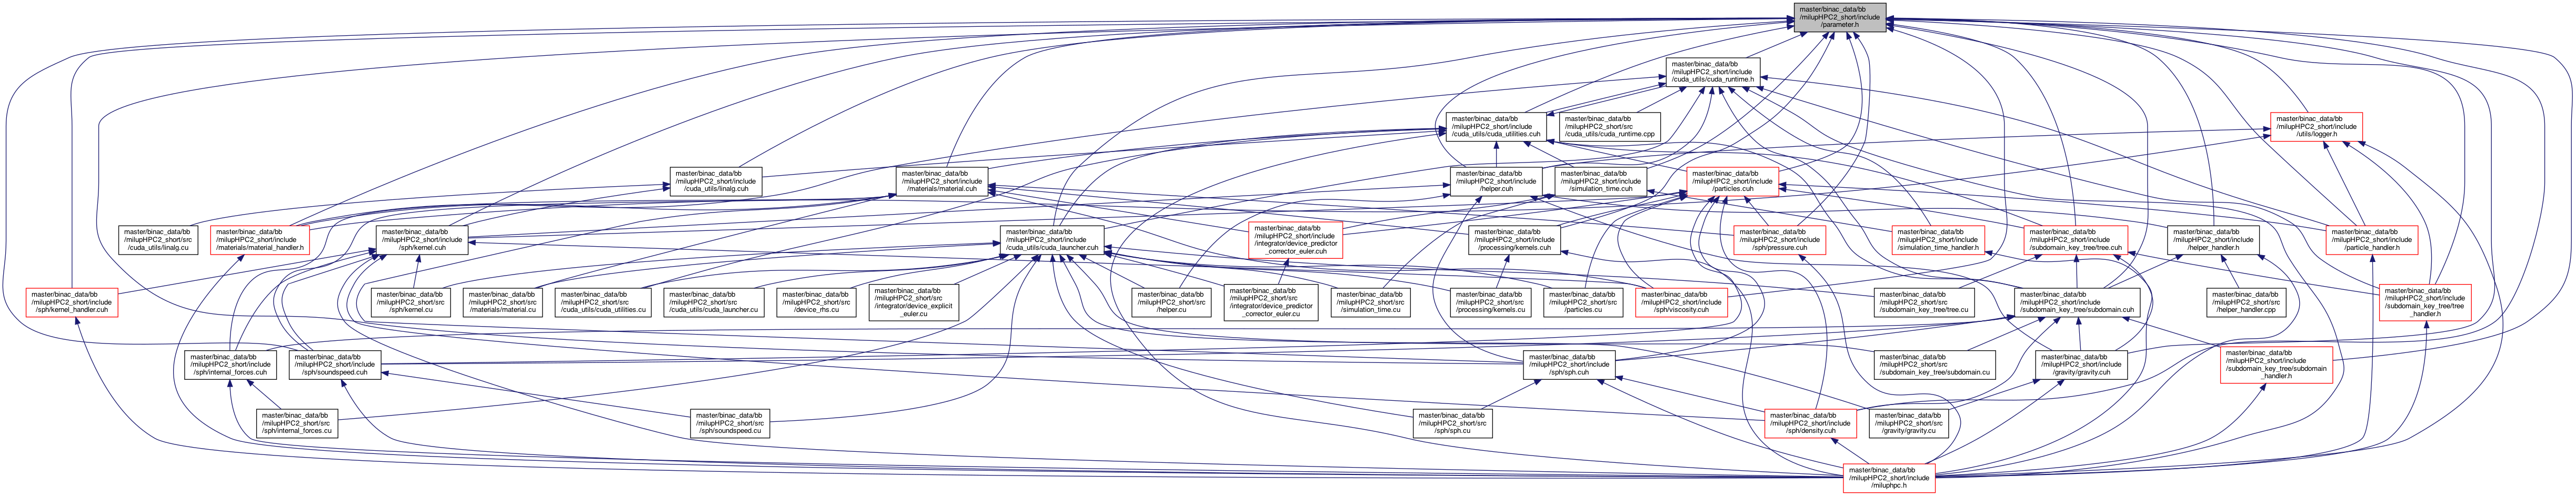 master/binac_data/bb
/milupHPC2_short/include
/parameter.h
master/binac_data/bb
/milupHPC2_short/include
/cuda_utils/cuda_runtime.h
master/binac_data/bb
/milupHPC2_short/include
/cuda_utils/cuda_utilities.cuh
master/binac_data/bb
/milupHPC2_short/src
/cuda_utils/cuda_runtime.cpp
master/binac_data/bb
/milupHPC2_short/include
/utils/logger.h
master/binac_data/bb
/milupHPC2_short/include
/cuda_utils/linalg.cuh
master/binac_data/bb
/milupHPC2_short/include
/materials/material.cuh
master/binac_data/bb
/milupHPC2_short/include
/helper.cuh
master/binac_data/bb
/milupHPC2_short/include
/simulation_time.cuh
master/binac_data/bb
/milupHPC2_short/include
/particles.cuh
master/binac_data/bb
/milupHPC2_short/src
/cuda_utils/linalg.cu
master/binac_data/bb
/milupHPC2_short/include
/materials/material_handler.h
master/binac_data/bb
/milupHPC2_short/include
/sph/kernel.cuh
master/binac_data/bb
/milupHPC2_short/include
/cuda_utils/cuda_launcher.cuh
master/binac_data/bb
/milupHPC2_short/include
/integrator/device_predictor
_corrector_euler.cuh
master/binac_data/bb
/milupHPC2_short/include
/processing/kernels.cuh
master/binac_data/bb
/milupHPC2_short/include
/sph/pressure.cuh
master/binac_data/bb
/milupHPC2_short/include
/simulation_time_handler.h
master/binac_data/bb
/milupHPC2_short/include
/subdomain_key_tree/tree.cuh
master/binac_data/bb
/milupHPC2_short/include
/helper_handler.h
master/binac_data/bb
/milupHPC2_short/include
/particle_handler.h
master/binac_data/bb
/milupHPC2_short/include
/sph/kernel_handler.cuh
master/binac_data/bb
/milupHPC2_short/src
/sph/kernel.cu
master/binac_data/bb
/milupHPC2_short/src
/materials/material.cu
master/binac_data/bb
/milupHPC2_short/src
/cuda_utils/cuda_utilities.cu
master/binac_data/bb
/milupHPC2_short/src
/cuda_utils/cuda_launcher.cu
master/binac_data/bb
/milupHPC2_short/src
/device_rhs.cu
master/binac_data/bb
/milupHPC2_short/src
/integrator/device_explicit
_euler.cu
master/binac_data/bb
/milupHPC2_short/src
/helper.cu
master/binac_data/bb
/milupHPC2_short/src
/integrator/device_predictor
_corrector_euler.cu
master/binac_data/bb
/milupHPC2_short/src
/simulation_time.cu
master/binac_data/bb
/milupHPC2_short/src
/processing/kernels.cu
master/binac_data/bb
/milupHPC2_short/src
/particles.cu
master/binac_data/bb
/milupHPC2_short/include
/sph/viscosity.cuh
master/binac_data/bb
/milupHPC2_short/src
/subdomain_key_tree/tree.cu
master/binac_data/bb
/milupHPC2_short/include
/subdomain_key_tree/subdomain.cuh
master/binac_data/bb
/milupHPC2_short/src
/helper_handler.cpp
master/binac_data/bb
/milupHPC2_short/include
/subdomain_key_tree/tree
_handler.h
master/binac_data/bb
/milupHPC2_short/include
/sph/internal_forces.cuh
master/binac_data/bb
/milupHPC2_short/include
/sph/soundspeed.cuh
master/binac_data/bb
/milupHPC2_short/include
/sph/sph.cuh
master/binac_data/bb
/milupHPC2_short/src
/subdomain_key_tree/subdomain.cu
master/binac_data/bb
/milupHPC2_short/include
/gravity/gravity.cuh
master/binac_data/bb
/milupHPC2_short/include
/subdomain_key_tree/subdomain
_handler.h
master/binac_data/bb
/milupHPC2_short/src
/sph/internal_forces.cu
master/binac_data/bb
/milupHPC2_short/src
/sph/soundspeed.cu
master/binac_data/bb
/milupHPC2_short/src
/sph/sph.cu
master/binac_data/bb
/milupHPC2_short/include
/sph/density.cuh
master/binac_data/bb
/milupHPC2_short/src
/gravity/gravity.cu
master/binac_data/bb
/milupHPC2_short/include
/miluphpc.h